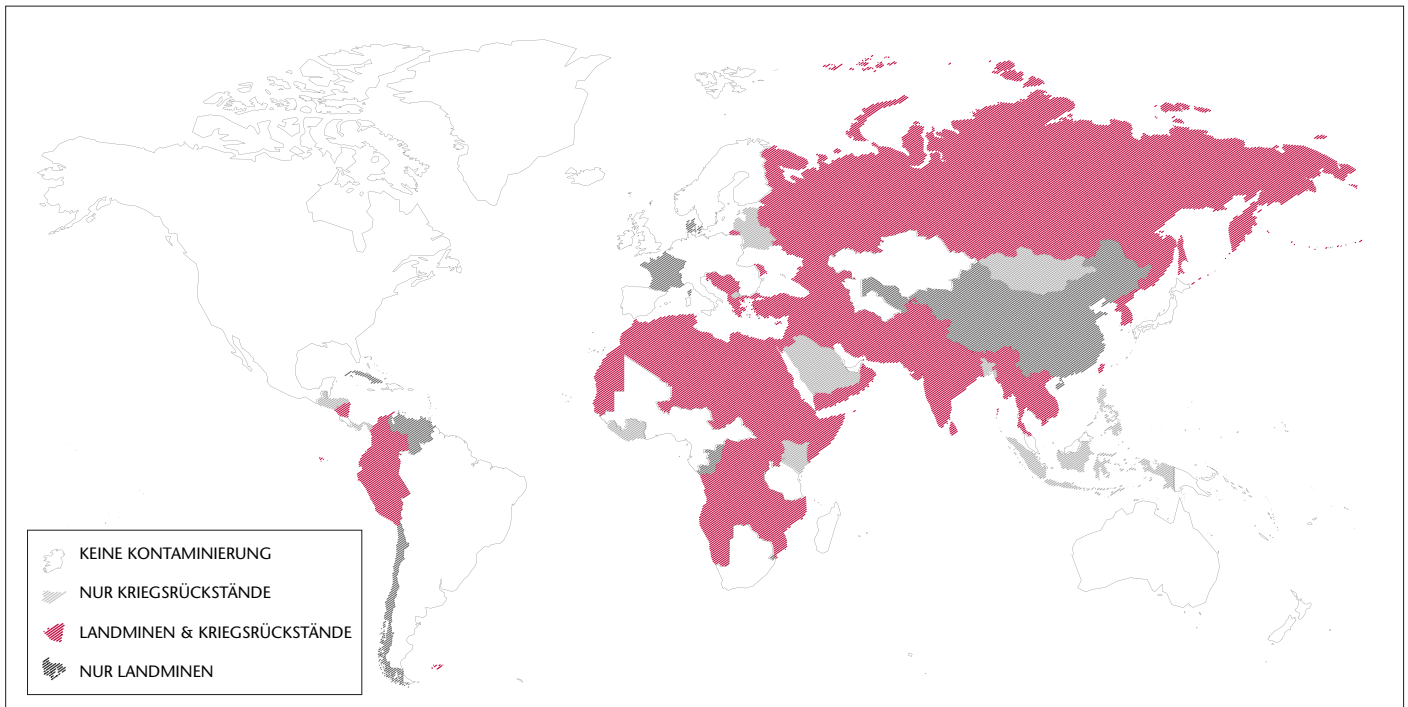 KEINE KONTAMINIERUNG
NUR KRIEGSRÜCKSTÄNDE
LANDMINEN & KRIEGSRÜCKSTÄNDE
NUR LANDMINEN